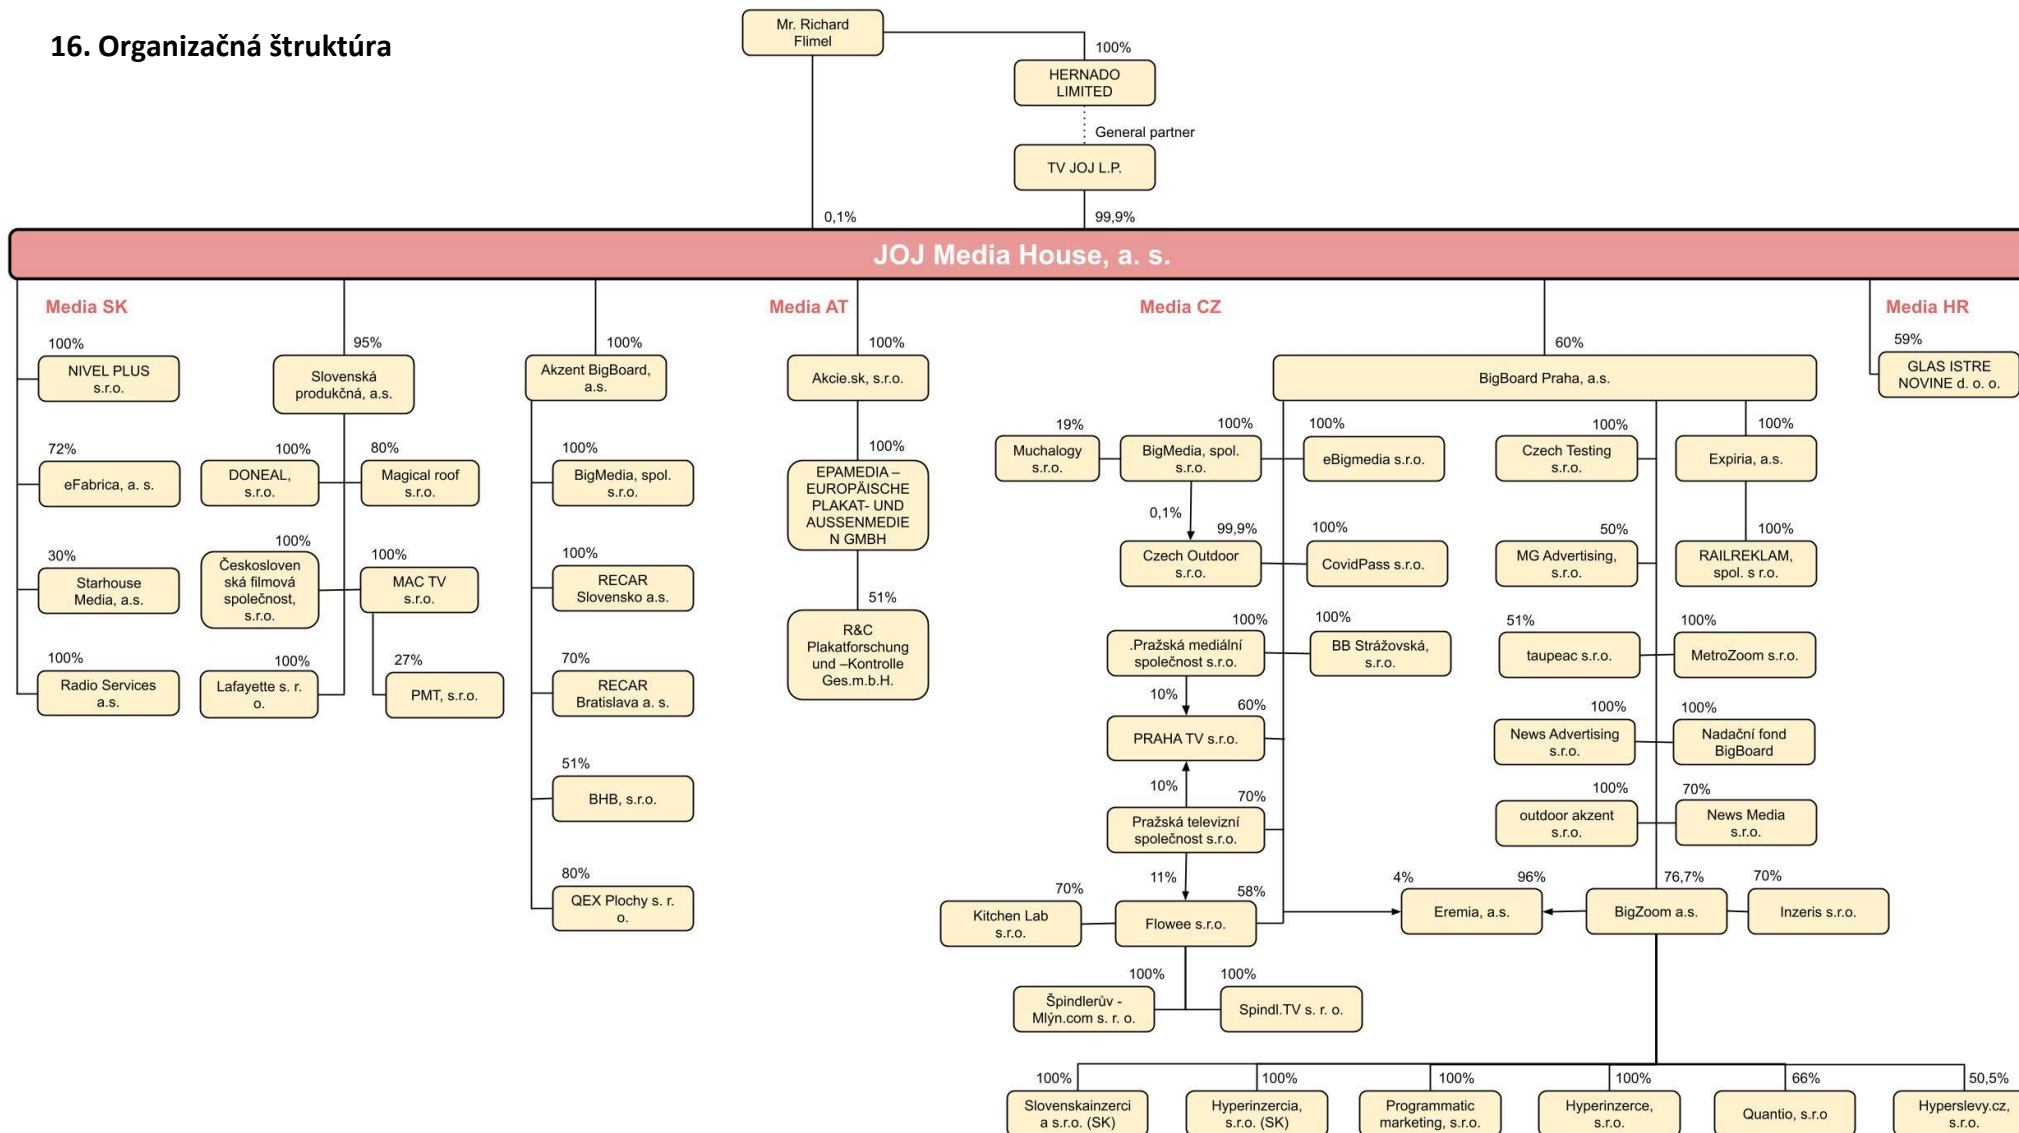 16. Organizačná štruktúra
Mr. Richard
Flimel
100%
HERNADO
LIMITED
General partner
TV JOJ L.P.
0,1%
99,9%
JOJ Media House, a. s.
Media SK
Media AT
Media CZ
Media HR
100%
NIVEL PLUS
s.r.o.
72%
eFabrica, a. s.
30%
Starhouse
Media, a.s.
100%
Radio Services
a.s.
95%
Slovenská
produkčná, a.s.
100%
DONEAL,
s.r.o.
80%
Magical roof
s.r.o.
100%
Českosloven
ská filmová
společnost,
s.r.o.
100%
MAC TV
s.r.o.
100%
Lafayette s. r.
o.
27%
PMT, s.r.o.
100%
Akzent BigBoard,
a.s.
100%
BigMedia, spol.
s.r.o.
100%
RECAR
Slovensko a.s.
70%
RECAR
Bratislava a. s.
51%
BHB, s.r.o.
80%
QEX Plochy s. r.
o.
100%
Akcie.sk, s.r.o.
100%
EPAMEDIA –
EUROPÄISCHE
PLAKAT- UND
AUSSENMEDIE
N GMBH
51%
R&C
Plakatforschung
und –Kontrolle
Ges.m.b.H.
60%
BigBoard Praha, a.s.
19%
Muchalogy
s.r.o.
100%
BigMedia, spol.
s.r.o.
100%
eBigmedia s.r.o.
0,1%
99,9%
Czech Outdoor
s.r.o.
100%
CovidPass s.r.o.
100%
.Pražská mediální
společnost s.r.o.
100%
BB Strážovská,
s.r.o.
10%
60%
PRAHA TV s.r.o.
10%
70%
Pražská televizní
společnost s.r.o.
11%
58%
Flowee s.r.o.
70%
Kitchen Lab
s.r.o.
100%
Špindlerův -
Mlýn.com s. r. o.
100%
Spindl.TV s. r. o.
100%
Czech Testing
s.r.o.
100%
Expiria, a.s.
50%
MG Advertising,
s.r.o.
100%
RAILREKLAM,
spol. s r.o.
51%
taupeac s.r.o.
100%
MetroZoom s.r.o.
100%
News Advertising
s.r.o.
100%
Nadační fond
BigBoard
100%
outdoor akzent
s.r.o.
70%
News Media
s.r.o.
4%
96%
Eremia, a.s.
76,7%
BigZoom a.s.
70%
Inzeris s.r.o.
100%
Slovenskainzerci
a s.r.o. (SK)
100%
Hyperinzercia,
s.r.o. (SK)
100%
Programmatic
marketing, s.r.o.
100%
Hyperinzerce,
s.r.o.
66%
Quantio, s.r.o
50,5%
Hyperslevy.cz,
s.r.o.
59%
GLAS ISTRE
NOVINE d. o. o.